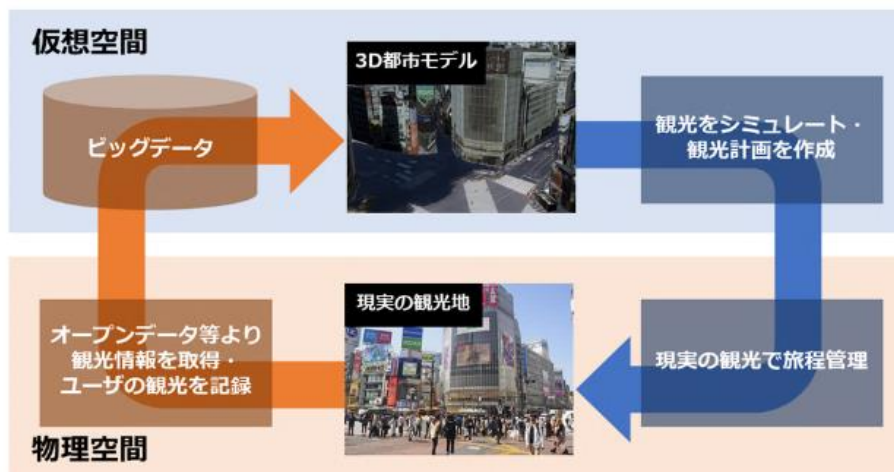 仮想空間
3D都市モデル
ビッグデータ
観光をシミュレート・
観光計画を作成
現実の観光地
オープンデータ等より
観光情報を取得・
ユーザの観光を記録
現実の観光で旅程管理
物理空間